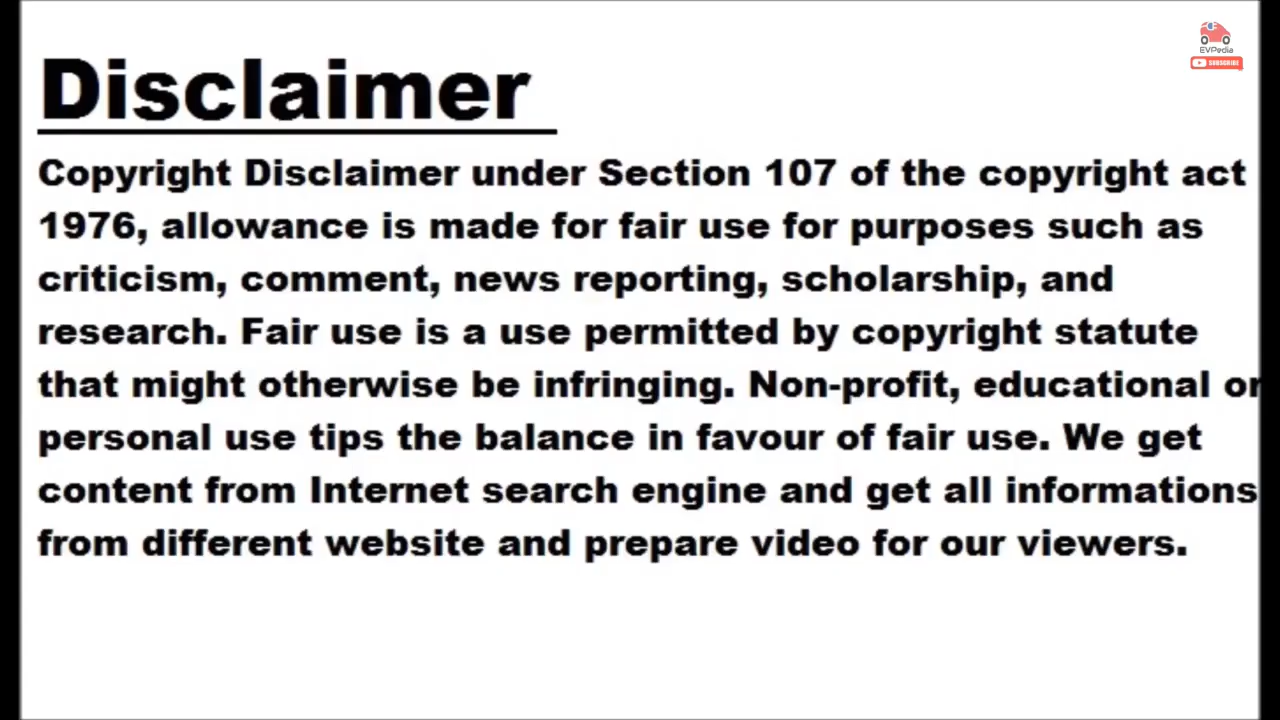 EVPedia
SUBSCRIBE
Disclaimer
Copyright Disclaimer under Section 107 of the copyright act
1976, allowance is made for fair use for purposes such as
criticism, comment, news reporting, scholarship, and
research. Fair use is a use permitted by copyright statute
that might otherwise be infringing. Non-profit, educational or
personal use tips the balance in favour of fair use. We get
content from Internet search engine and get all informations
from different website and prepare video for our viewers.